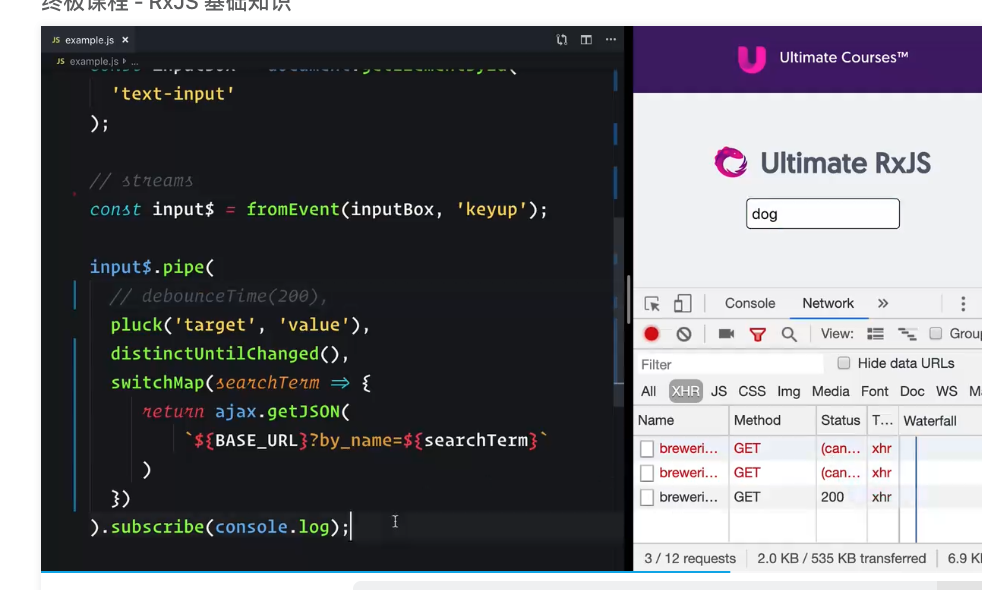 终极课程 - RxJS 基础知识
JS example.js ×
JS example.js ▸ ...
const inputBox = document.getElementById(
'text-input'
);
// streams
const input$ = fromEvent(inputBox, 'keyup');
input$.pipe(
// debounceTime(200),
pluck('target', 'value'),
distinctUntilChanged(),
switchMap(searchTerm => {
return ajax.getJSON(
`${BASE_URL}?by_name=${searchTerm}`
)
})
).subscribe(console.log);
Ultimate Courses™
Ultimate RxJS
dog
Console Network »
View: Grou
Filter Hide data URLs
All XHR JS CSS Img Media Font Doc WS Ma
Name Method Status T... Waterfall
breweri... GET (can... xhr
breweri... GET (can... xhr
breweri... GET 200 xhr
3 / 12 requests 2.0 KB / 535 KB transferred 6.9 K